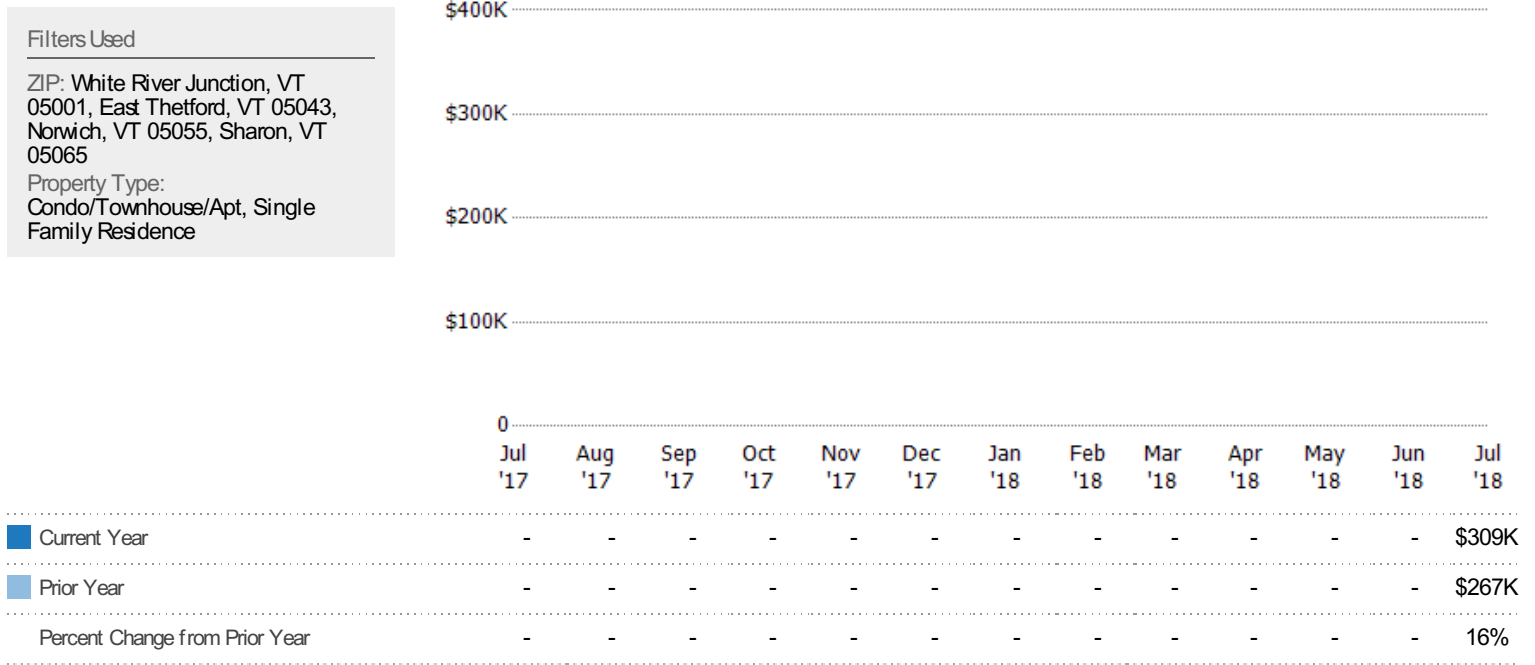 Filters Used
ZIP: White River Junction, VT
05001, East Thetford, VT 05043,
Norwich, VT 05055, Sharon, VT
05065
Property Type:
Condo/Townhouse/Apt, Single
Family Residence
$400K
$300K
$200K
$100K
0
Jul Aug Sep Oct Nov Dec Jan Feb Mar Apr May Jun Jul
'17 '17 '17 '17 '17 '17 '18 '18 '18 '18 '18 '18 '18
Current Year - - - - - - - - - - - - $309K
Prior Year - - - - - - - - - - - - $267K
Percent Change from Prior Year - - - - - - - - - - - - 16%